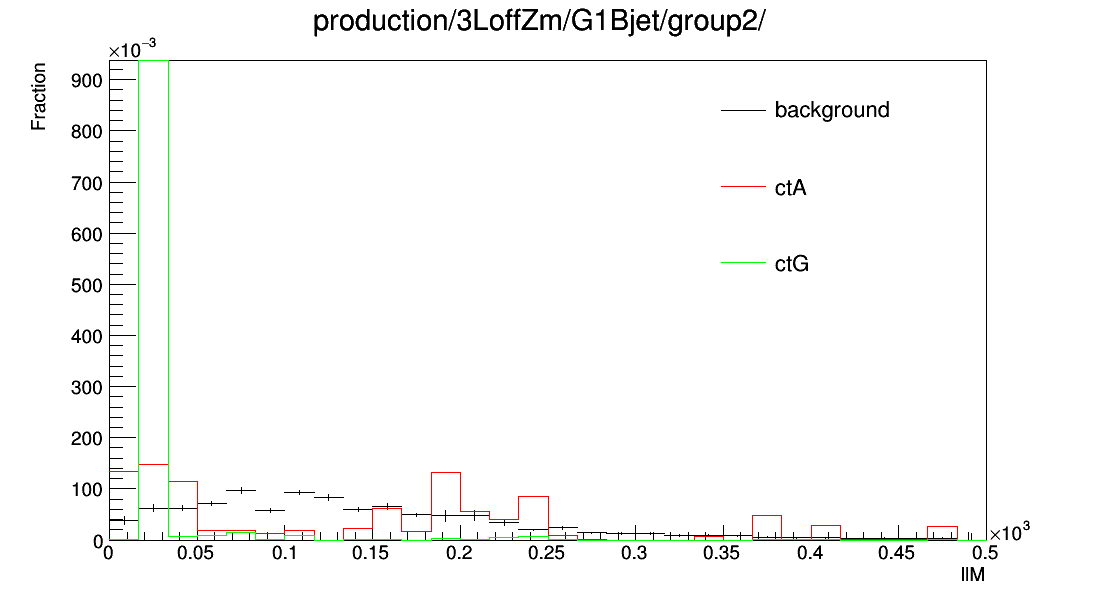 production/3LoffZm/G1Bjet/group2/
×10⁻³
Fraction
900
800
700
600
500
400
300
200
100
0
background
ctA
ctG
0 0.05 0.1 0.15 0.2 0.25 0.3 0.35 0.4 0.45 0.5
×10³
llM